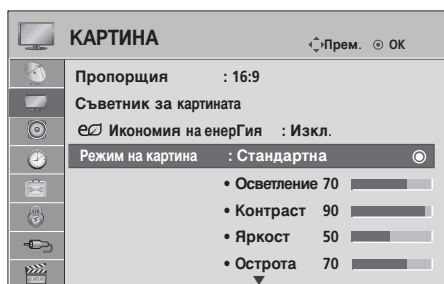 КАРТИНА Прем. OK
Пропорщия : 16:9
Съветник за картината
Икономия на енерГия : Изкл.
Режим на картина : Стандартна
• Осветление 70
• Контраст 90
• Яркост 50
• Острота 70